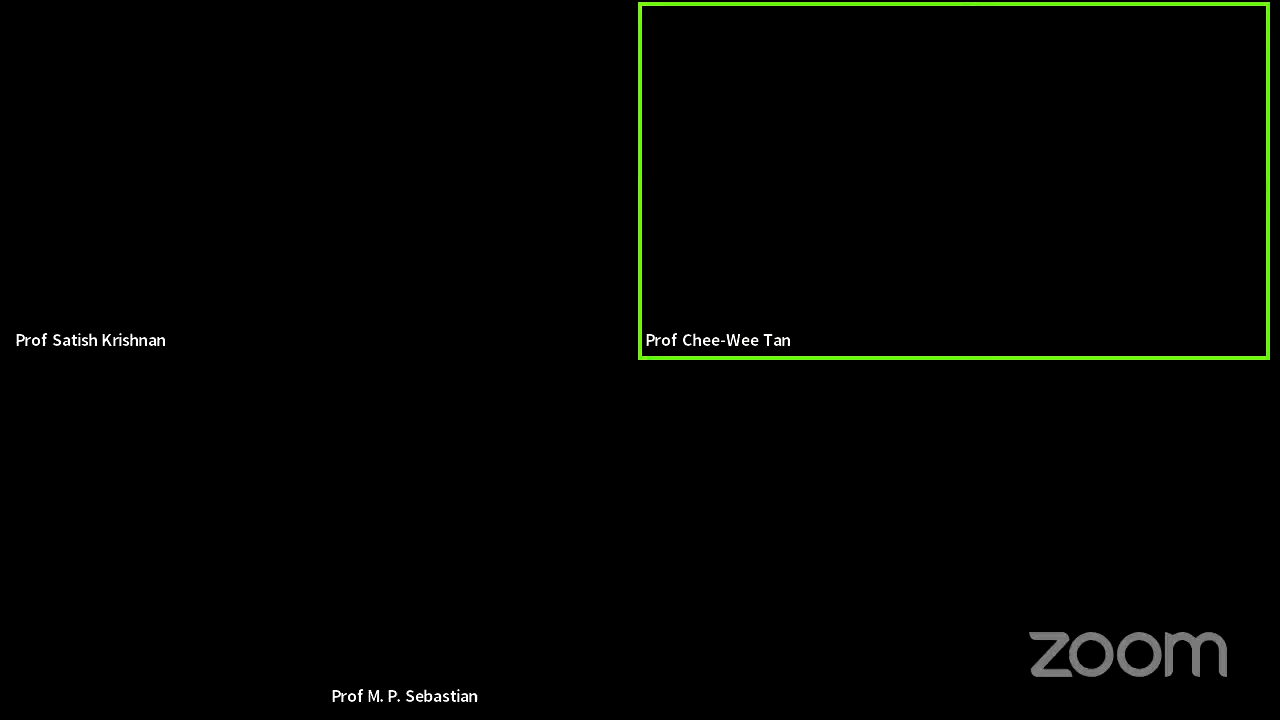 Prof Satish Krishnan
Prof Chee-Wee Tan
Prof M. P. Sebastian
zoom